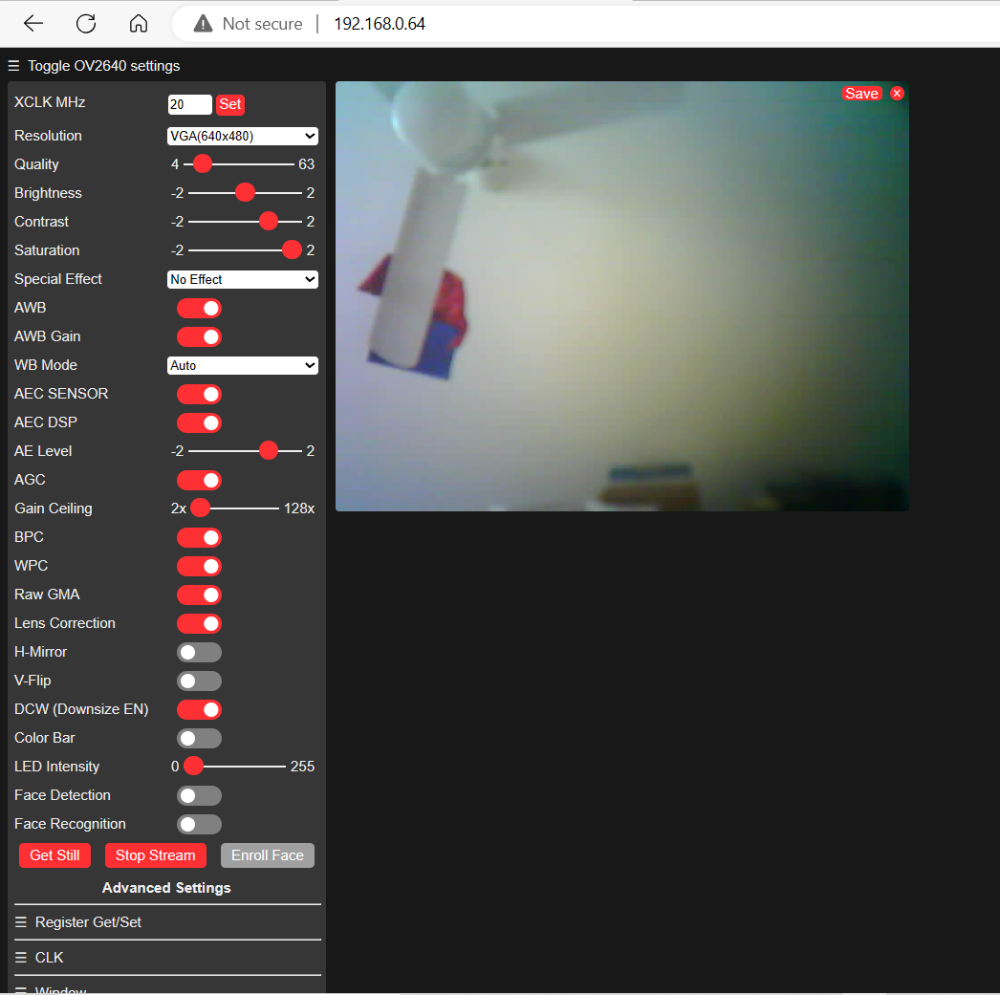 Not secure | 192.168.0.64
☰ Toggle OV2640 settings
XCLK MHz 20 Set
Resolution VGA(640x480)
Quality 4 63
Brightness -2 2
Contrast -2 2
Saturation -2 2
Special Effect No Effect
AWB
AWB Gain
WB Mode Auto
AEC SENSOR
AEC DSP
AE Level -2 2
AGC
Gain Ceiling 2x 128x
BPC
WPC
Raw GMA
Lens Correction
H-Mirror
V-Flip
DCW (Downsize EN)
Color Bar
LED Intensity 0 255
Face Detection
Face Recognition
Get Still Stop Stream Enroll Face
Advanced Settings
☰ Register Get/Set
☰ CLK
☰ Window
Save ×